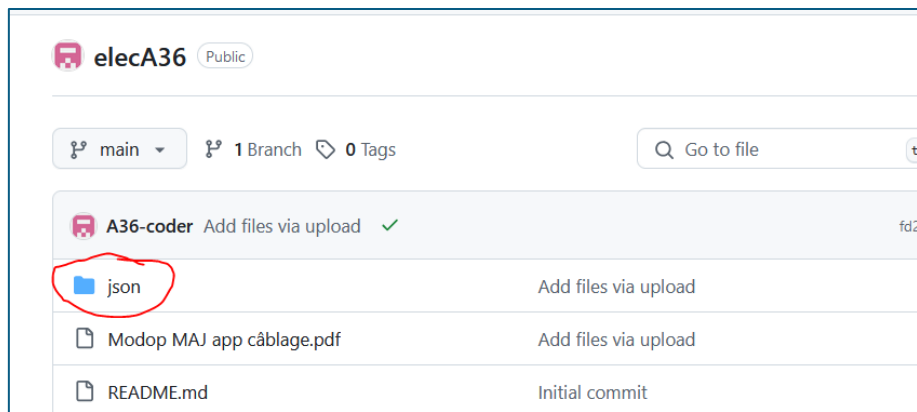 elecA36 Public
main 1 Branch 0 Tags Go to file t
A36-coder Add files via upload fd2
json Add files via upload
Modop MAJ app câblage.pdf Add files via upload
README.md Initial commit